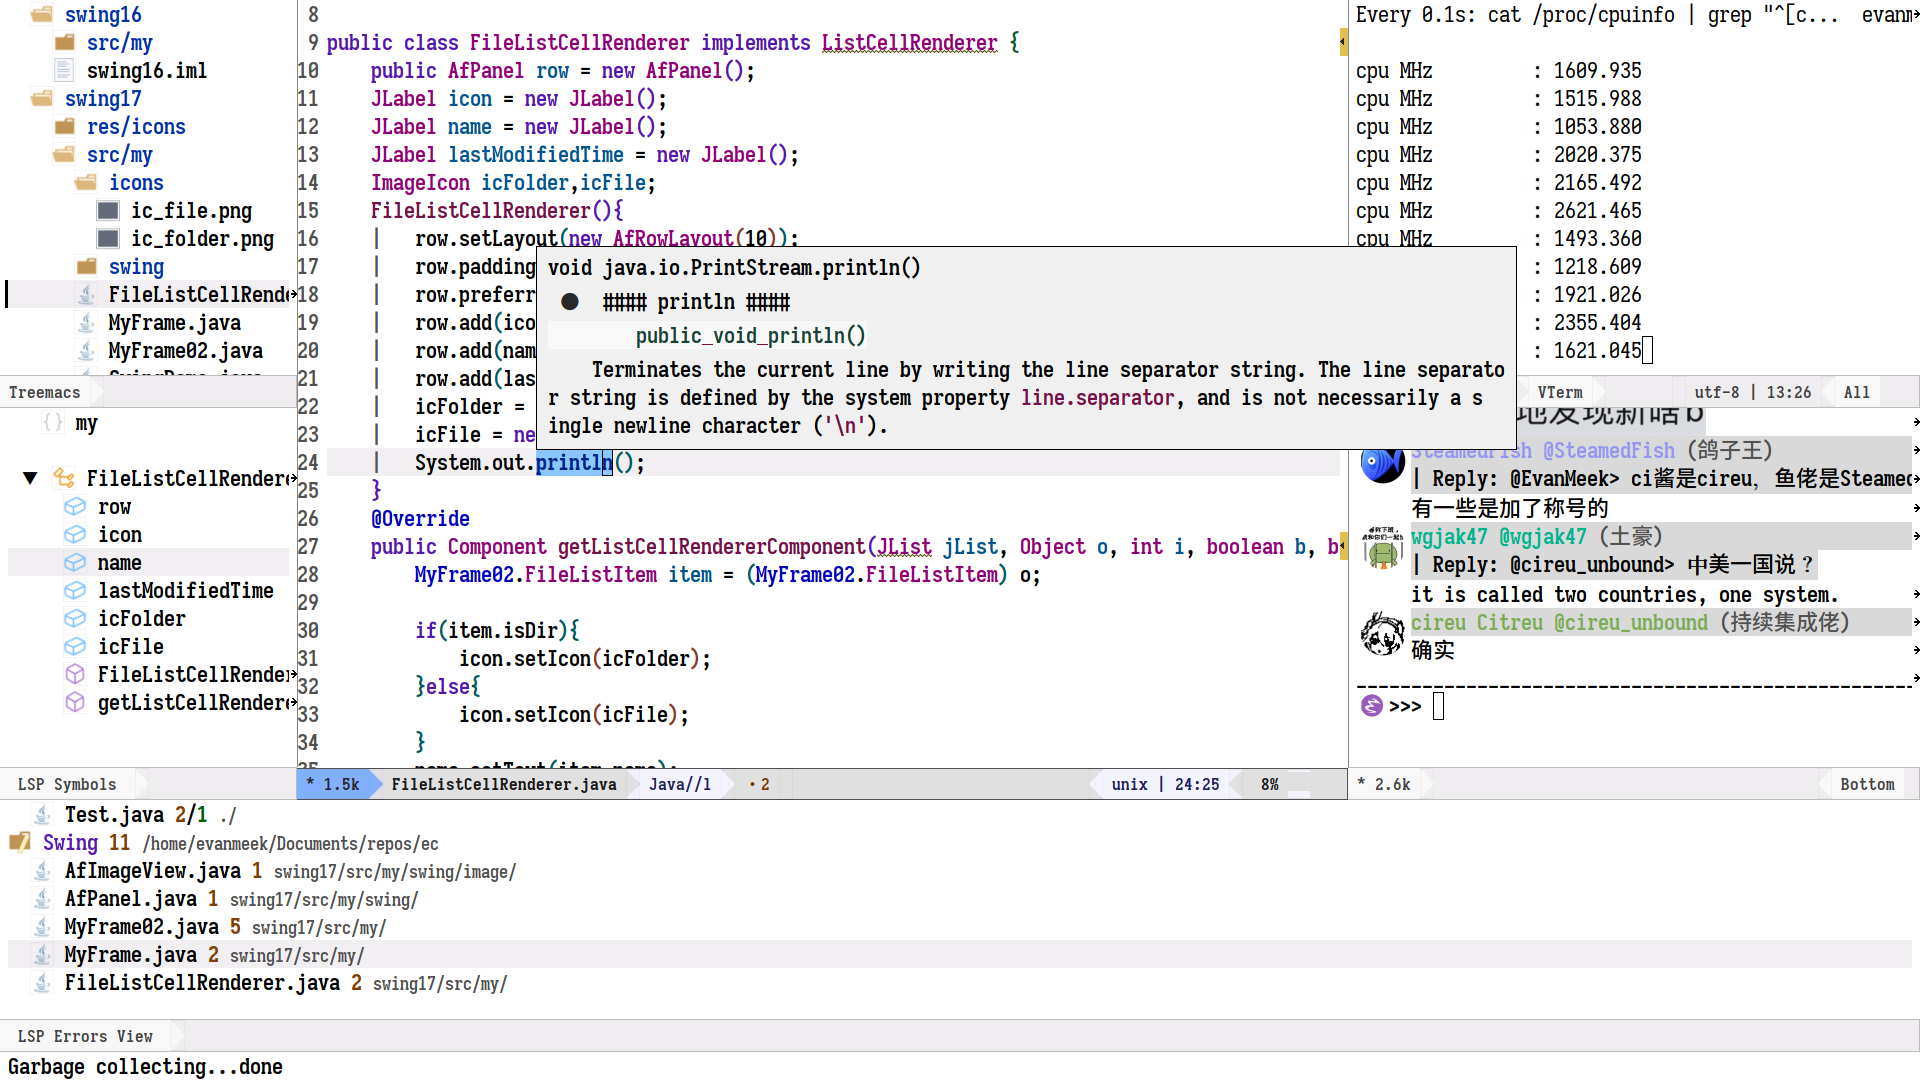 swing16
src/my
swing16.iml
swing17
res/icons
src/my
icons
ic_file.png
ic_folder.png
swing
FileListCellRend
MyFrame.java
MyFrame02.java
Treemacs
my
FileListCellRender
row
icon
name
lastModifiedTime
icFolder
icFile
FileListCellRende
getListCellRender
LSP Symbols
8
9 public class FileListCellRenderer implements ListCellRenderer {
10 public AfPanel row = new AfPanel();
11 JLabel icon = new JLabel();
12 JLabel name = new JLabel();
13 JLabel lastModifiedTime = new JLabel();
14 ImageIcon icFolder,icFile;
15 FileListCellRenderer(){
16 | row.setLayout(new AfRowLayout(10));
17 | row.padding
18 | row.preferr
19 | row.add(ico
20 | row.add(nam
21 | row.add(las
22 | icFolder =
23 | icFile = ne
24 | System.out.println();
25 }
26 @Override
27 public Component getListCellRendererComponent(JList jList, Object o, int i, boolean b, b
28 MyFrame02.FileListItem item = (MyFrame02.FileListItem) o;
29
30 if(item.isDir){
31 icon.setIcon(icFolder);
32 }else{
33 icon.setIcon(icFile);
34 }
void java.io.PrintStream.println()
● #### println ####
public_void_println()
Terminates the current line by writing the line separator string. The line separato
r string is defined by the system property line.separator, and is not necessarily a s
ingle newline character ('\n').
* 1.5k FileListCellRenderer.java Java//l • 2 unix | 24:25 8%
Every 0.1s: cat /proc/cpuinfo | grep "^[c... evanm
cpu MHz : 1609.935
cpu MHz : 1515.988
cpu MHz : 1053.880
cpu MHz : 2020.375
cpu MHz : 2165.492
cpu MHz : 2621.465
cpu MHz : 1493.360
: 1218.609
: 1921.026
: 2355.404
: 1621.045
VTerm utf-8 | 13:26 All
地发现新啥b
SteamedFish @SteamedFish (鸽子王)
| Reply: @EvanMeek> ci酱是cireu, 鱼佬是Steamed
有一些是加了称号的
wgjak47 @wgjak47 (土豪)
| Reply: @cireu_unbound> 中美一国说？
it is called two countries, one system.
cireu Citreu @cireu_unbound (持续集成佬)
确实
>>>
* 2.6k Bottom
Test.java 2/1 ./
Swing 11 /home/evanmeek/Documents/repos/ec
AfImageView.java 1 swing17/src/my/swing/image/
AfPanel.java 1 swing17/src/my/swing/
MyFrame02.java 5 swing17/src/my/
MyFrame.java 2 swing17/src/my/
FileListCellRenderer.java 2 swing17/src/my/
LSP Errors View
Garbage collecting...done